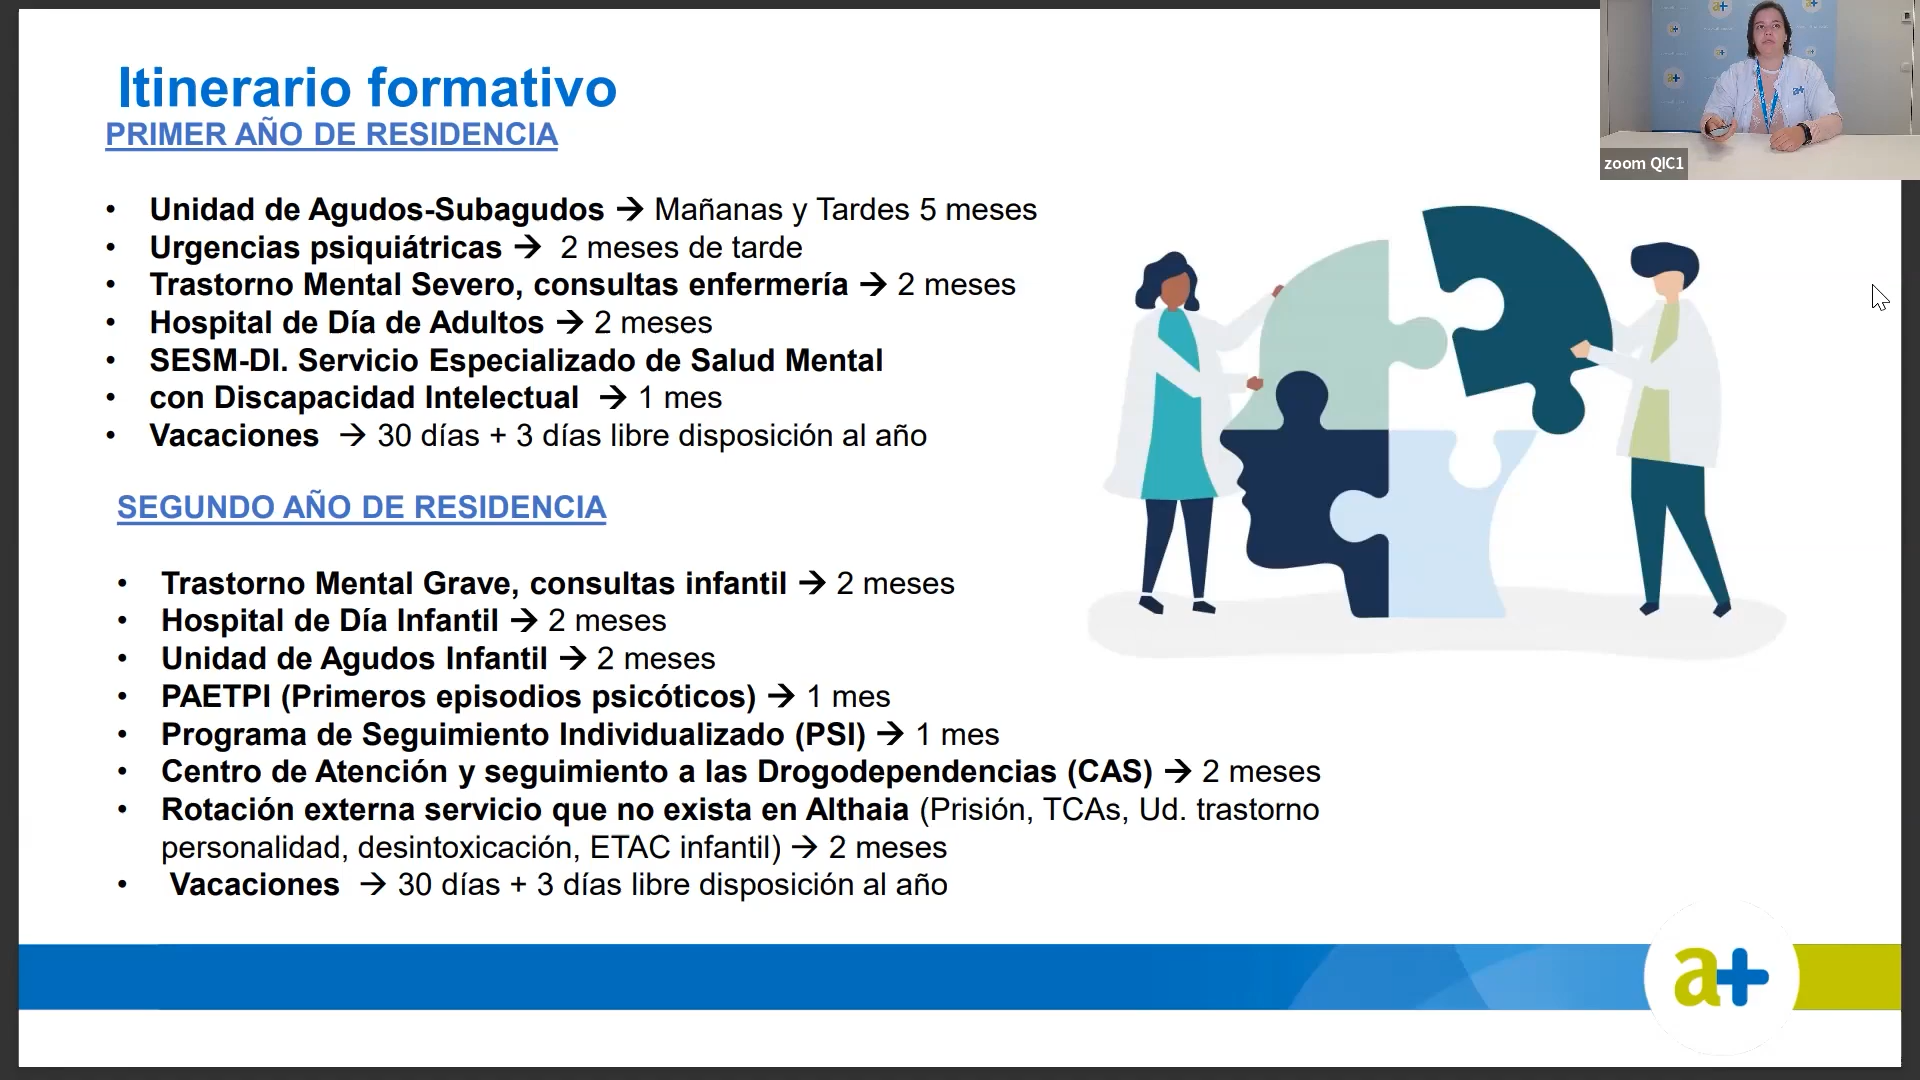 Itinerario formativo
PRIMER AÑO DE RESIDENCIA
• Unidad de Agudos-Subagudos → Mañanas y Tardes 5 meses
• Urgencias psiquiátricas → 2 meses de tarde
• Trastorno Mental Severo, consultas enfermería → 2 meses
• Hospital de Día de Adultos → 2 meses
• SESM-DI. Servicio Especializado de Salud Mental
• con Discapacidad Intelectual → 1 mes
• Vacaciones → 30 días + 3 días libre disposición al año
SEGUNDO AÑO DE RESIDENCIA
• Trastorno Mental Grave, consultas infantil → 2 meses
• Hospital de Día Infantil → 2 meses
• Unidad de Agudos Infantil → 2 meses
• PAETPI (Primeros episodios psicóticos) → 1 mes
• Programa de Seguimiento Individualizado (PSI) → 1 mes
• Centro de Atención y seguimiento a las Drogodependencias (CAS) → 2 meses
• Rotación externa servicio que no exista en Althaia (Prisión, TCAs, Ud. trastorno
personalidad, desintoxicación, ETAC infantil) → 2 meses
• Vacaciones → 30 días + 3 días libre disposición al año
zoom QIC1
a+